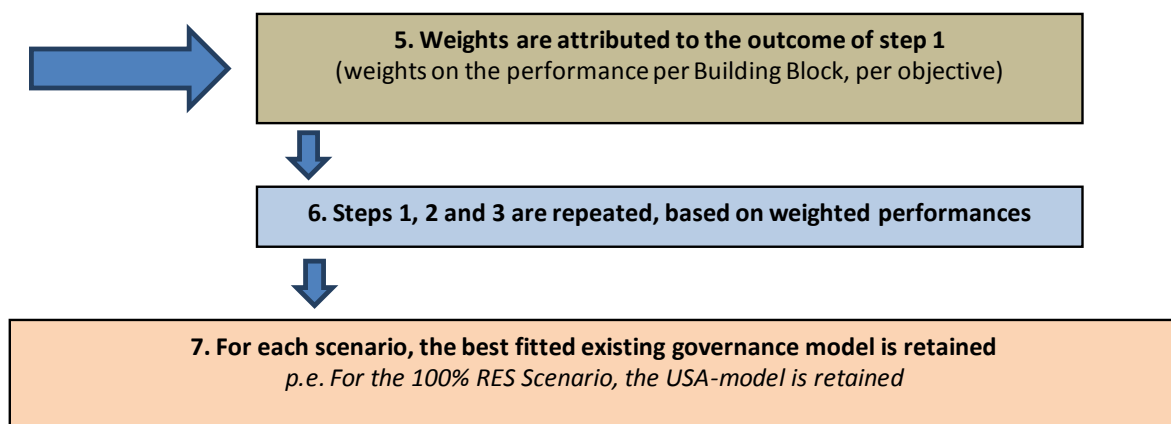 5. Weights are attributed to the outcome of step 1
(weights on the performance per Building Block, per objective)
6. Steps 1, 2 and 3 are repeated, based on weighted performances
7. For each scenario, the best fitted existing governance model is retained
p.e. For the 100% RES Scenario, the USA-model is retained